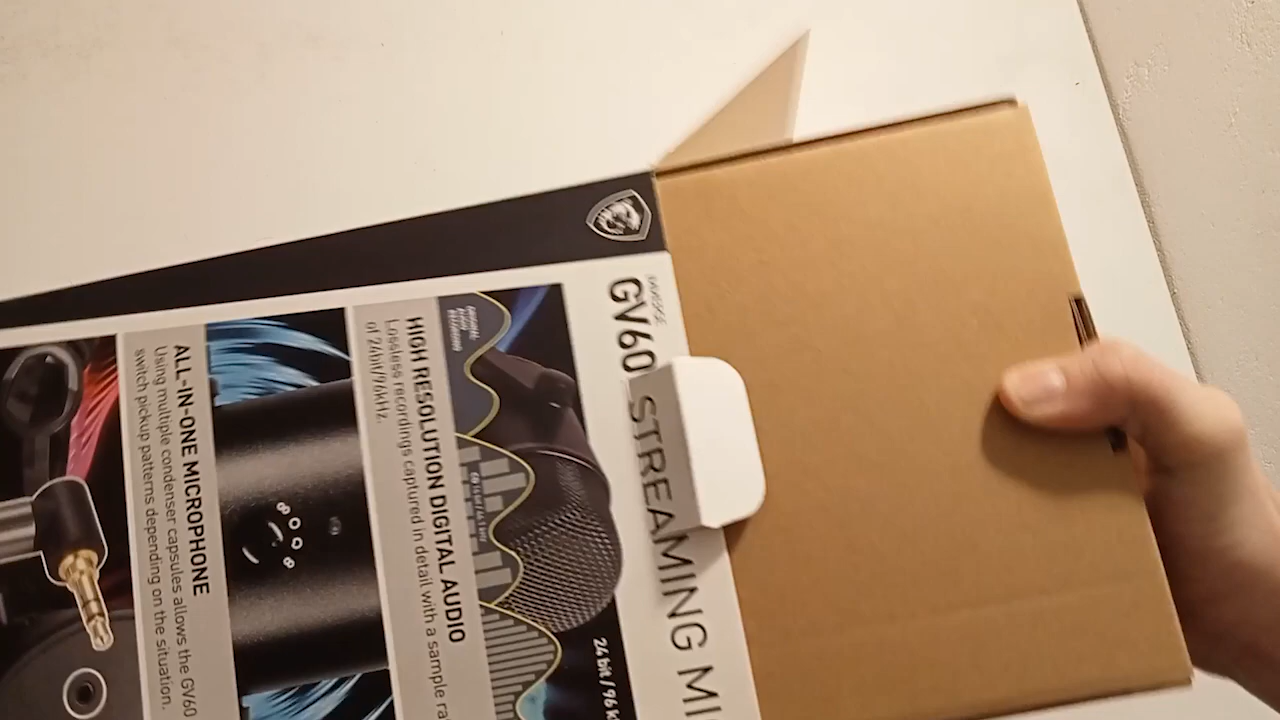 IMMERSE
GV60 STREAMING MI
24 bit / 96 k
HIGH RESOLUTION DIGITAL AUDIO
Lossless recordings captured in detail with a sample ra
of 24bit/96kHz.
ALL-IN-ONE MICROPHONE
Using multiple condenser capsules allows the GV60
switch pickup patterns depending on the situation.